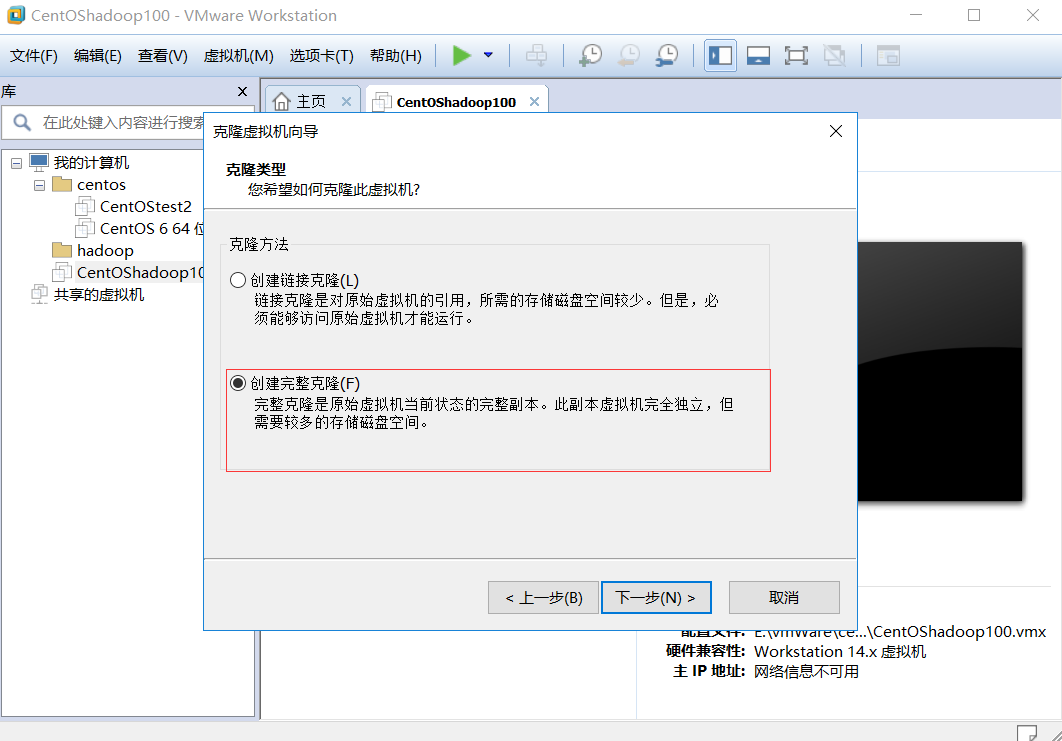 CentOShadoop100 - VMware Workstation
文件(F) 编辑(E) 查看(V) 虚拟机(M) 选项卡(T) 帮助(H)
库
在此处键入内容进行搜索
我的计算机
centos
CentOStest2
CentOS 6 64 位
hadoop
CentOShadoop10
共享的虚拟机
主页
CentOShadoop100
克隆虚拟机向导
克隆类型
您希望如何克隆此虚拟机?
克隆方法
创建链接克隆(L)
链接克隆是对原始虚拟机的引用，所需的存储磁盘空间较少。但是，必
须能够访问原始虚拟机才能运行。
创建完整克隆(F)
完整克隆是原始虚拟机当前状态的完整副本。此副本虚拟机完全独立，但
需要较多的存储磁盘空间。
< 上一步(B) 下一步(N) > 取消
配置文件: E:\vmWare\ce...\CentOShadoop100.vmx
硬件兼容性: Workstation 14.x 虚拟机
主 IP 地址: 网络信息不可用